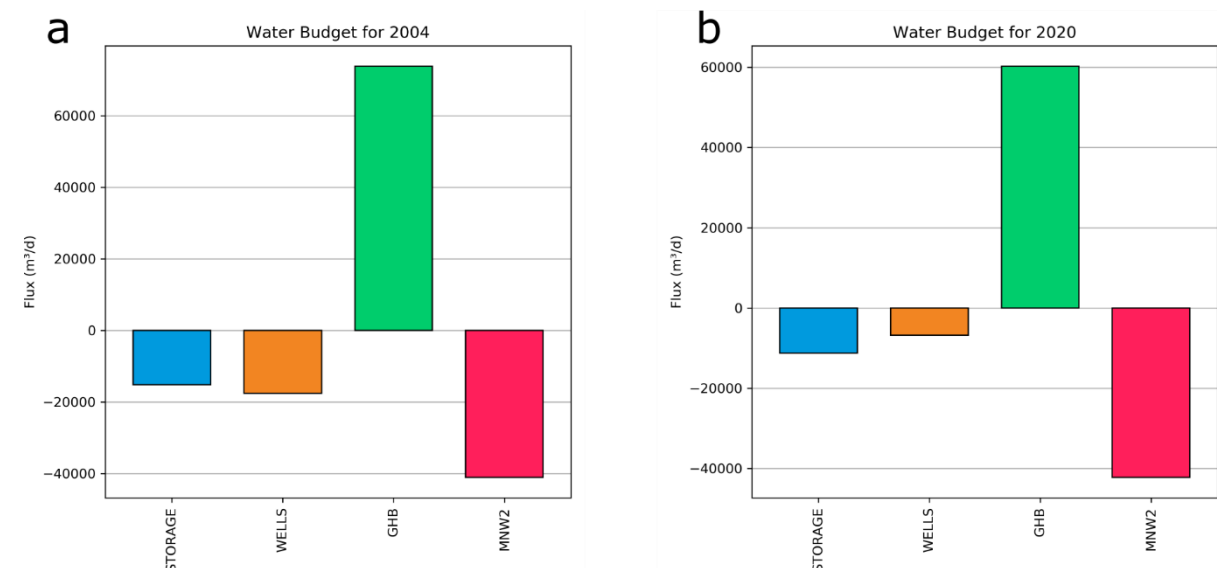 a
Water Budget for 2004
60000
40000
20000
0
−20000
−40000
Flux (m³/d)
STORAGE
WELLS
GHB
MNW2
b
Water Budget for 2020
60000
40000
20000
0
−20000
−40000
Flux (m³/d)
STORAGE
WELLS
GHB
MNW2